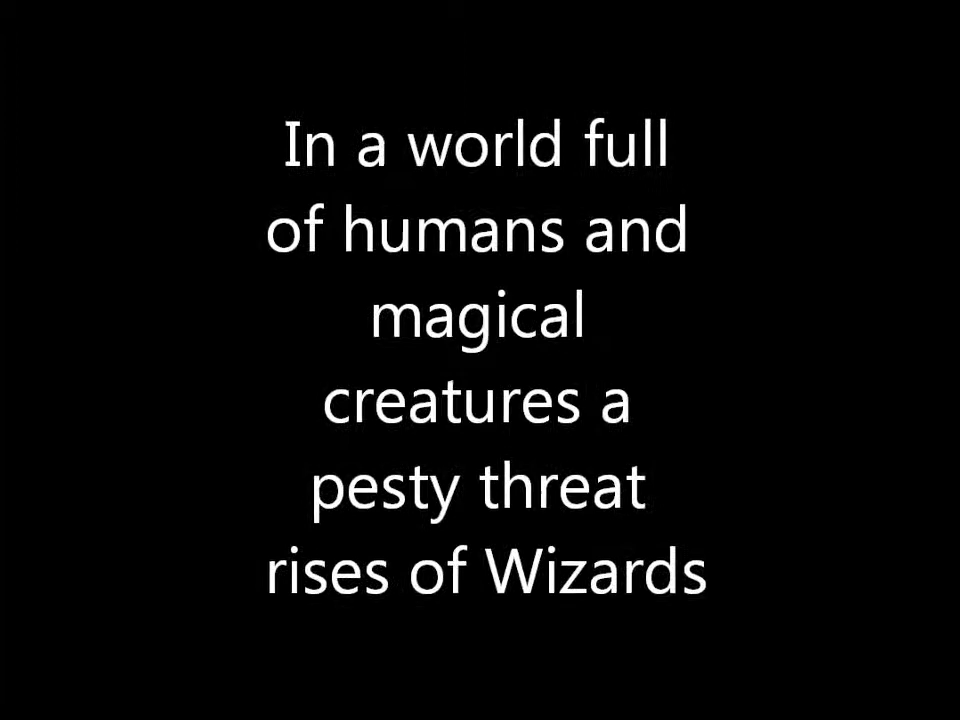 In a world full
of humans and
magical
creatures a
pesty threat
rises of Wizards